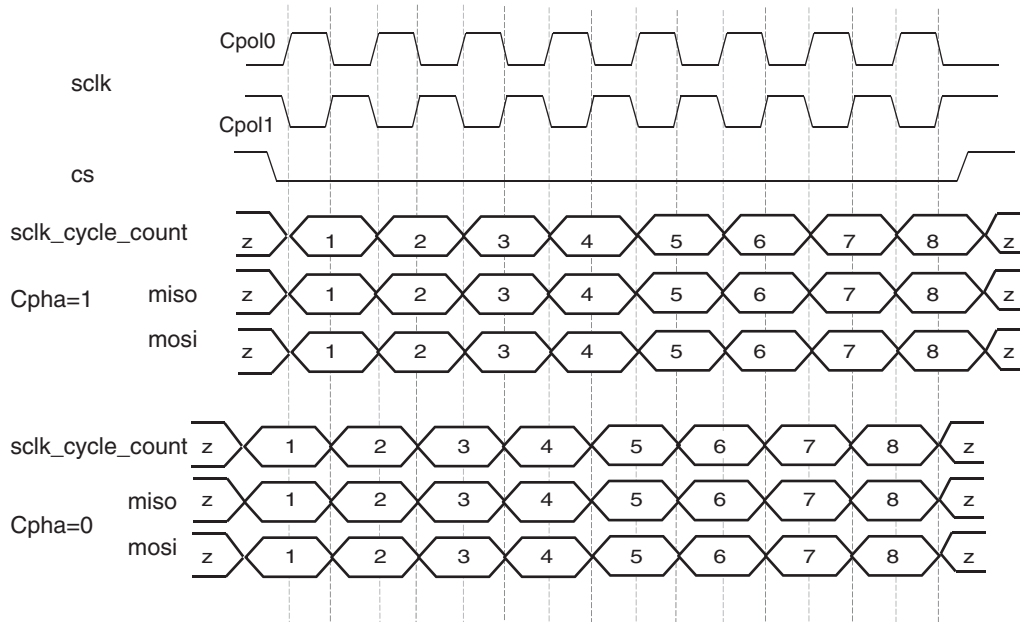 Cpol0
sclk
Cpol1
cs
sclk_cycle_count z 1 2 3 4 5 6 7 8 z
Cpha=1 miso z 1 2 3 4 5 6 7 8 z
mosi z 1 2 3 4 5 6 7 8 z
sclk_cycle_count z 1 2 3 4 5 6 7 8 z
miso z 1 2 3 4 5 6 7 8 z
Cpha=0
mosi z 1 2 3 4 5 6 7 8 z